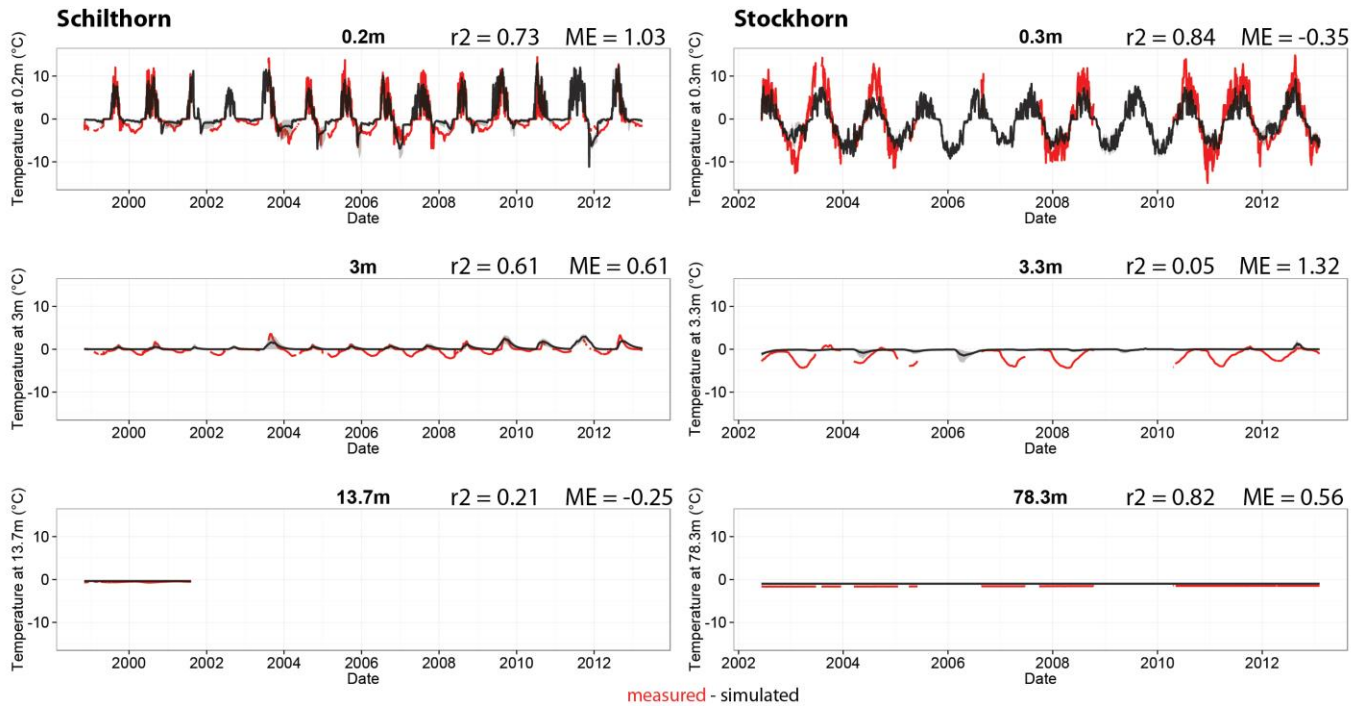 Schilthorn
0.2m r2 = 0.73 ME = 1.03
Temperature at 0.2m (°C)
10
0
-10
2000 2002 2004 2006 2008 2010 2012
Date
Stockhorn
0.3m r2 = 0.84 ME = -0.35
Temperature at 0.3m (°C)
10
0
-10
2002 2004 2006 2008 2010 2012
Date
3m r2 = 0.61 ME = 0.61
Temperature at 3m (°C)
10
0
-10
2000 2002 2004 2006 2008 2010 2012
Date
3.3m r2 = 0.05 ME = 1.32
Temperature at 3.3m (°C)
10
0
-10
2002 2004 2006 2008 2010 2012
Date
13.7m r2 = 0.21 ME = -0.25
Temperature at 13.7m (°C)
10
0
-10
2000 2002 2004 2006 2008 2010 2012
Date
78.3m r2 = 0.82 ME = 0.56
Temperature at 78.3m (°C)
10
0
-10
2002 2004 2006 2008 2010 2012
Date
measured - simulated